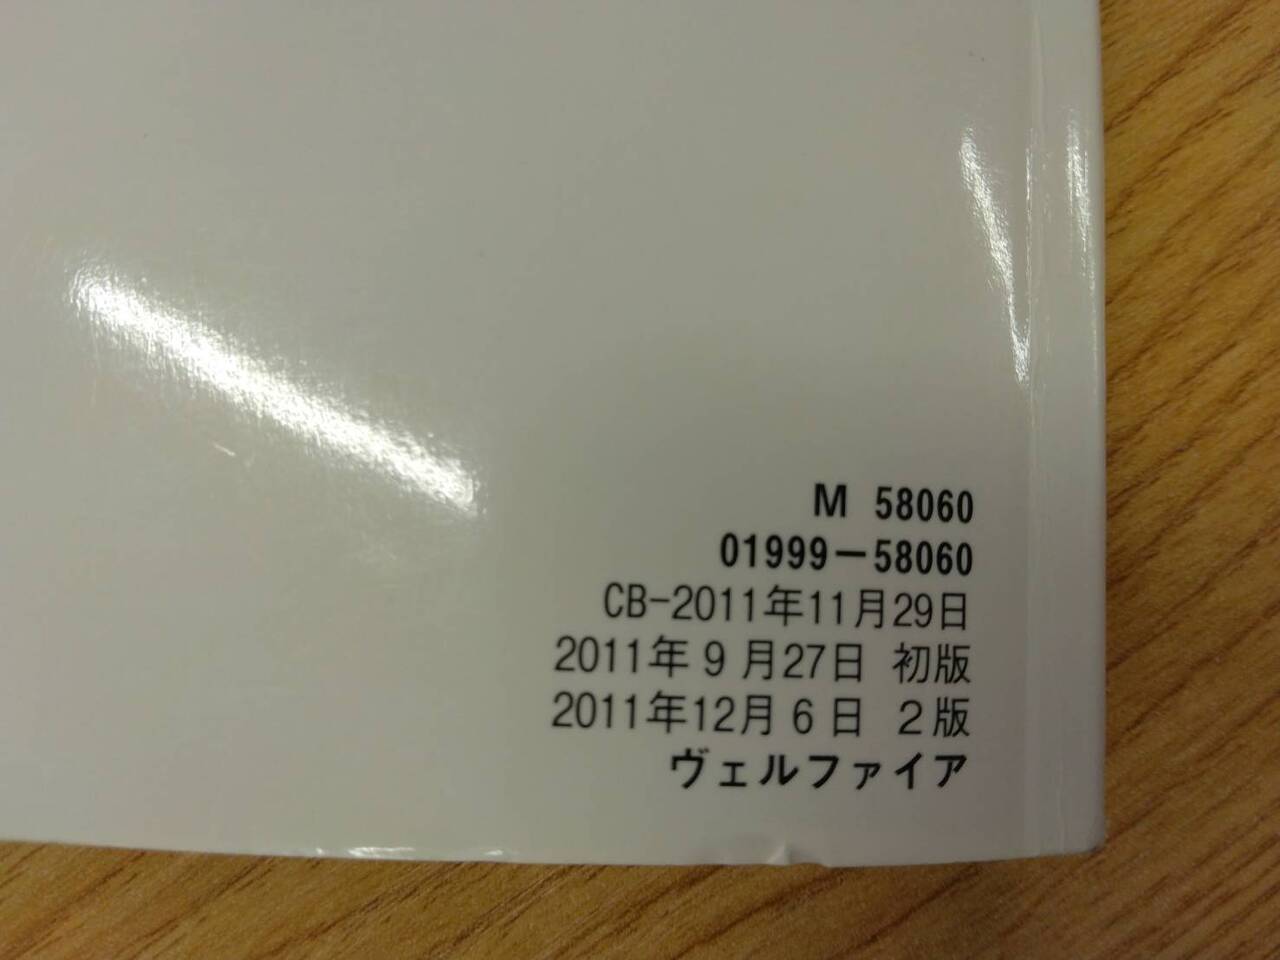 M 58060
01999-58060
CB-2011年11月29日
2011年9月27日 初版
2011年12月6日 2版
ヴェルファイア